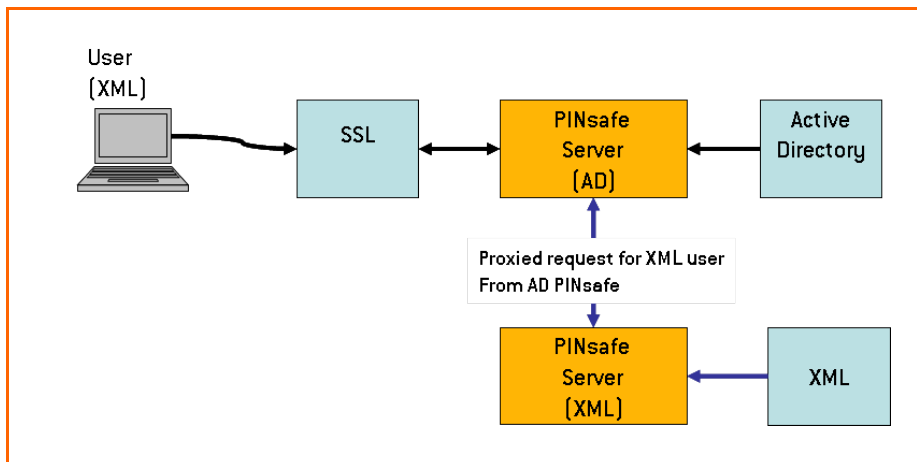 User
(XML)
SSL
PINsafe
Server
(AD)
Active
Directory
Proxied request for XML user
From AD PINsafe
PINsafe
Server
(XML)
XML